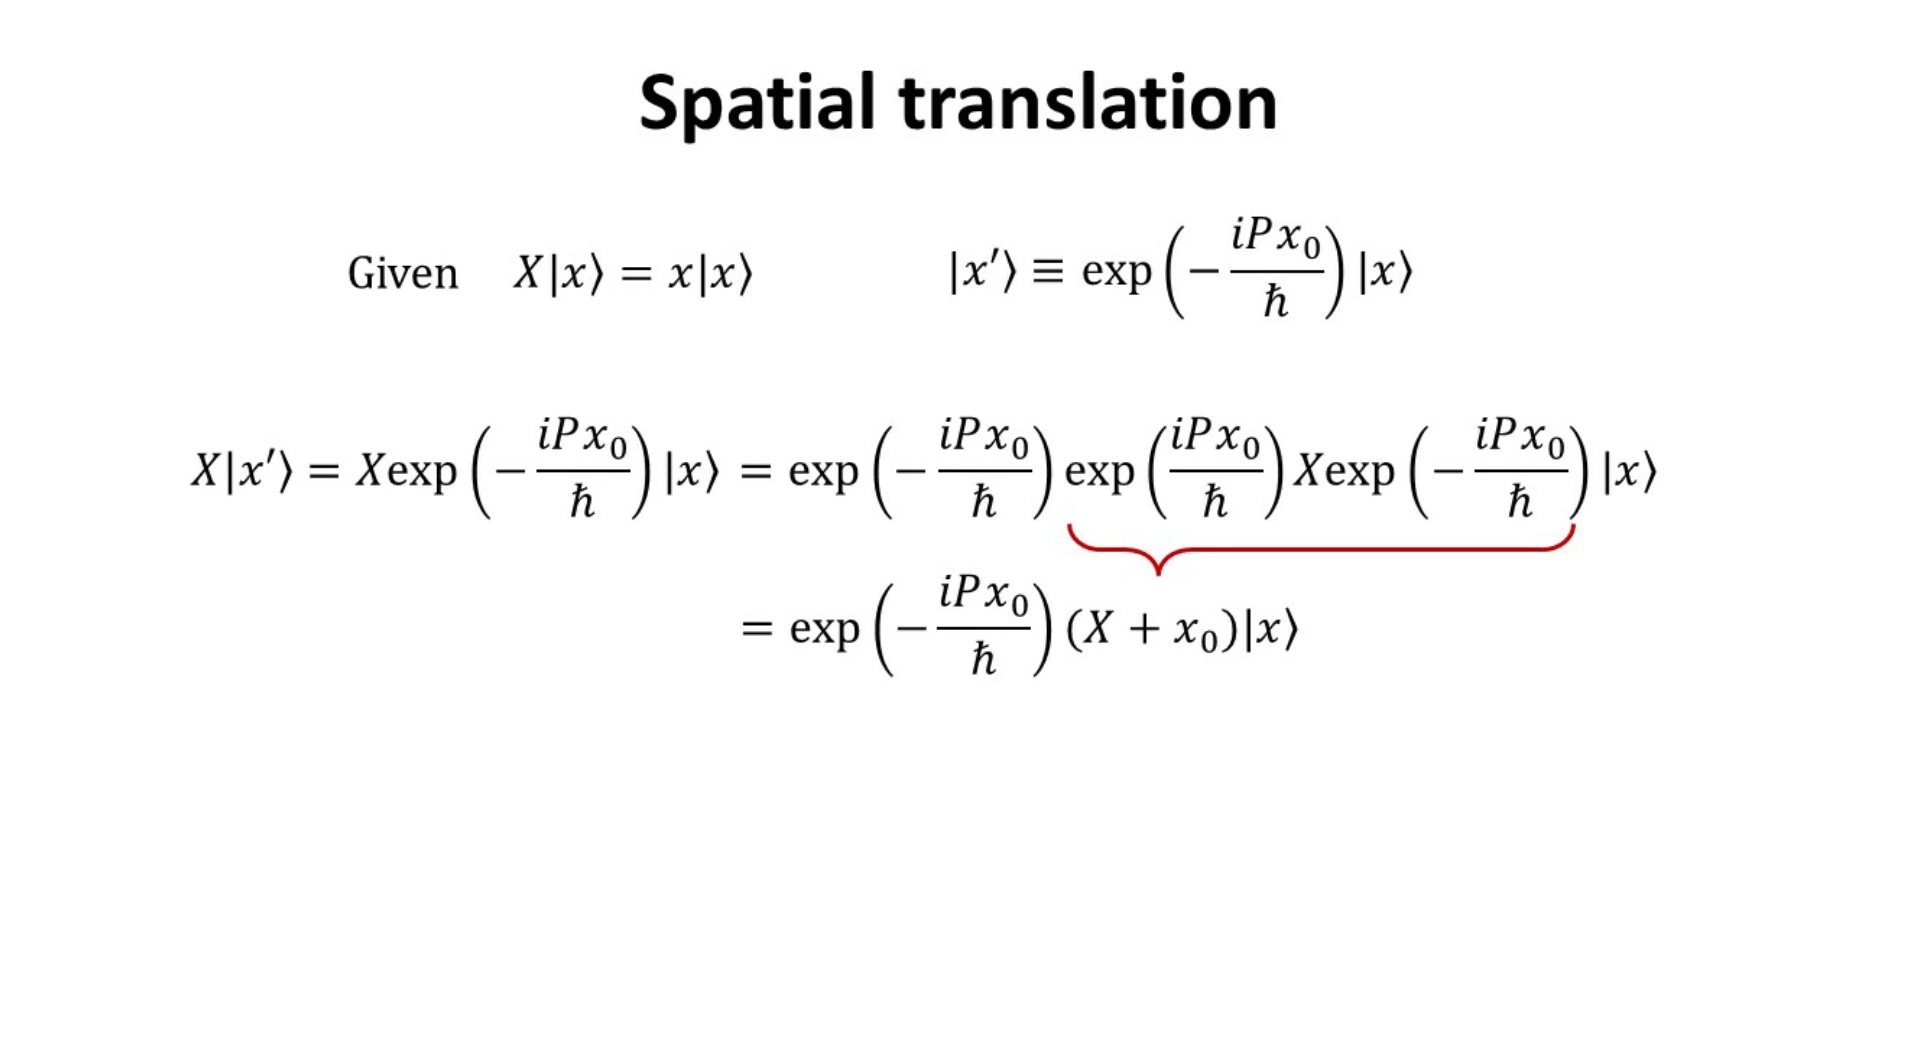 Spatial translation
Given X|x⟩ = x|x⟩ |x′⟩ ≡ exp(−iPx₀/ħ)|x⟩
X|x′⟩ = Xexp(−iPx₀/ħ)|x⟩ = exp(−iPx₀/ħ)exp(iPx₀/ħ)Xexp(−iPx₀/ħ)|x⟩
= exp(−iPx₀/ħ)(X + x₀)|x⟩